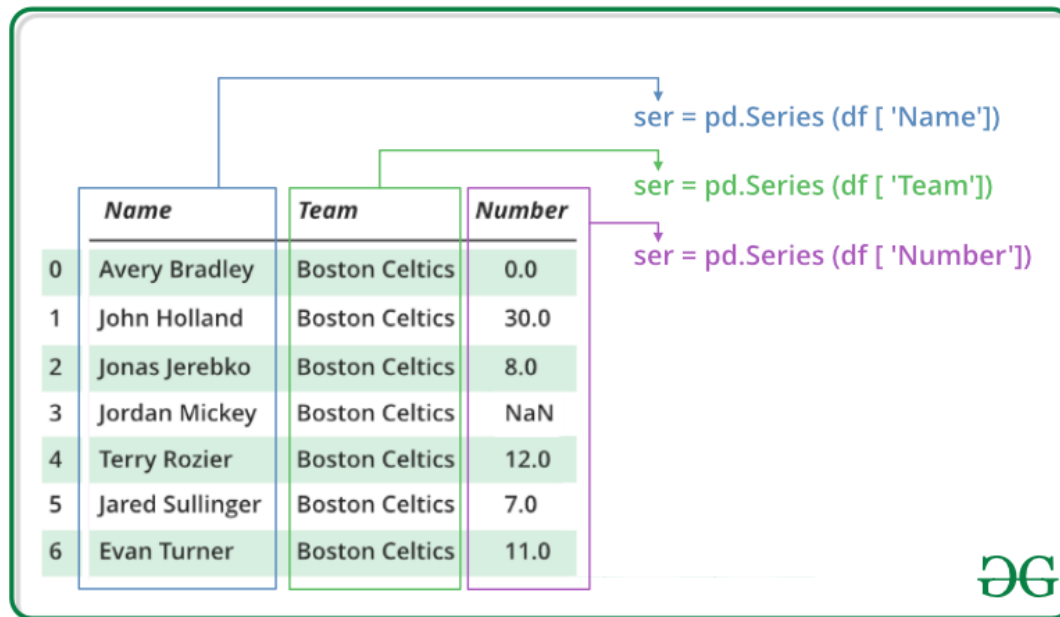 ser = pd.Series (df [ 'Name'])
ser = pd.Series (df [ 'Team'])
ser = pd.Series (df [ 'Number'])
Name Team Number
0 Avery Bradley Boston Celtics 0.0
1 John Holland Boston Celtics 30.0
2 Jonas Jerebko Boston Celtics 8.0
3 Jordan Mickey Boston Celtics NaN
4 Terry Rozier Boston Celtics 12.0
5 Jared Sullinger Boston Celtics 7.0
6 Evan Turner Boston Celtics 11.0